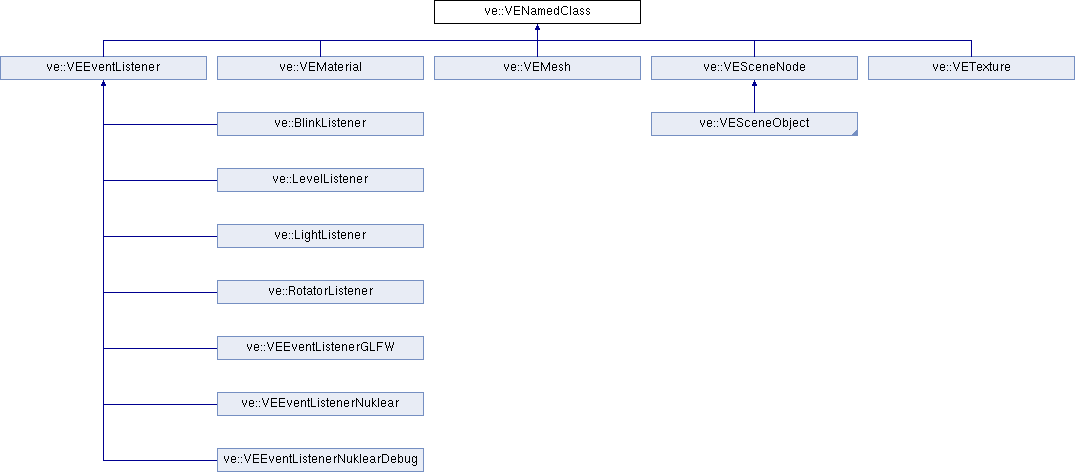 ve::VENamedClass
ve::VEEventListener
ve::VEMaterial
ve::VEMesh
ve::VESceneNode
ve::VETexture
ve::BlinkListener
ve::VESceneObject
ve::LevelListener
ve::LightListener
ve::RotatorListener
ve::VEEventListenerGLFW
ve::VEEventListenerNuklear
ve::VEEventListenerNuklearDebug